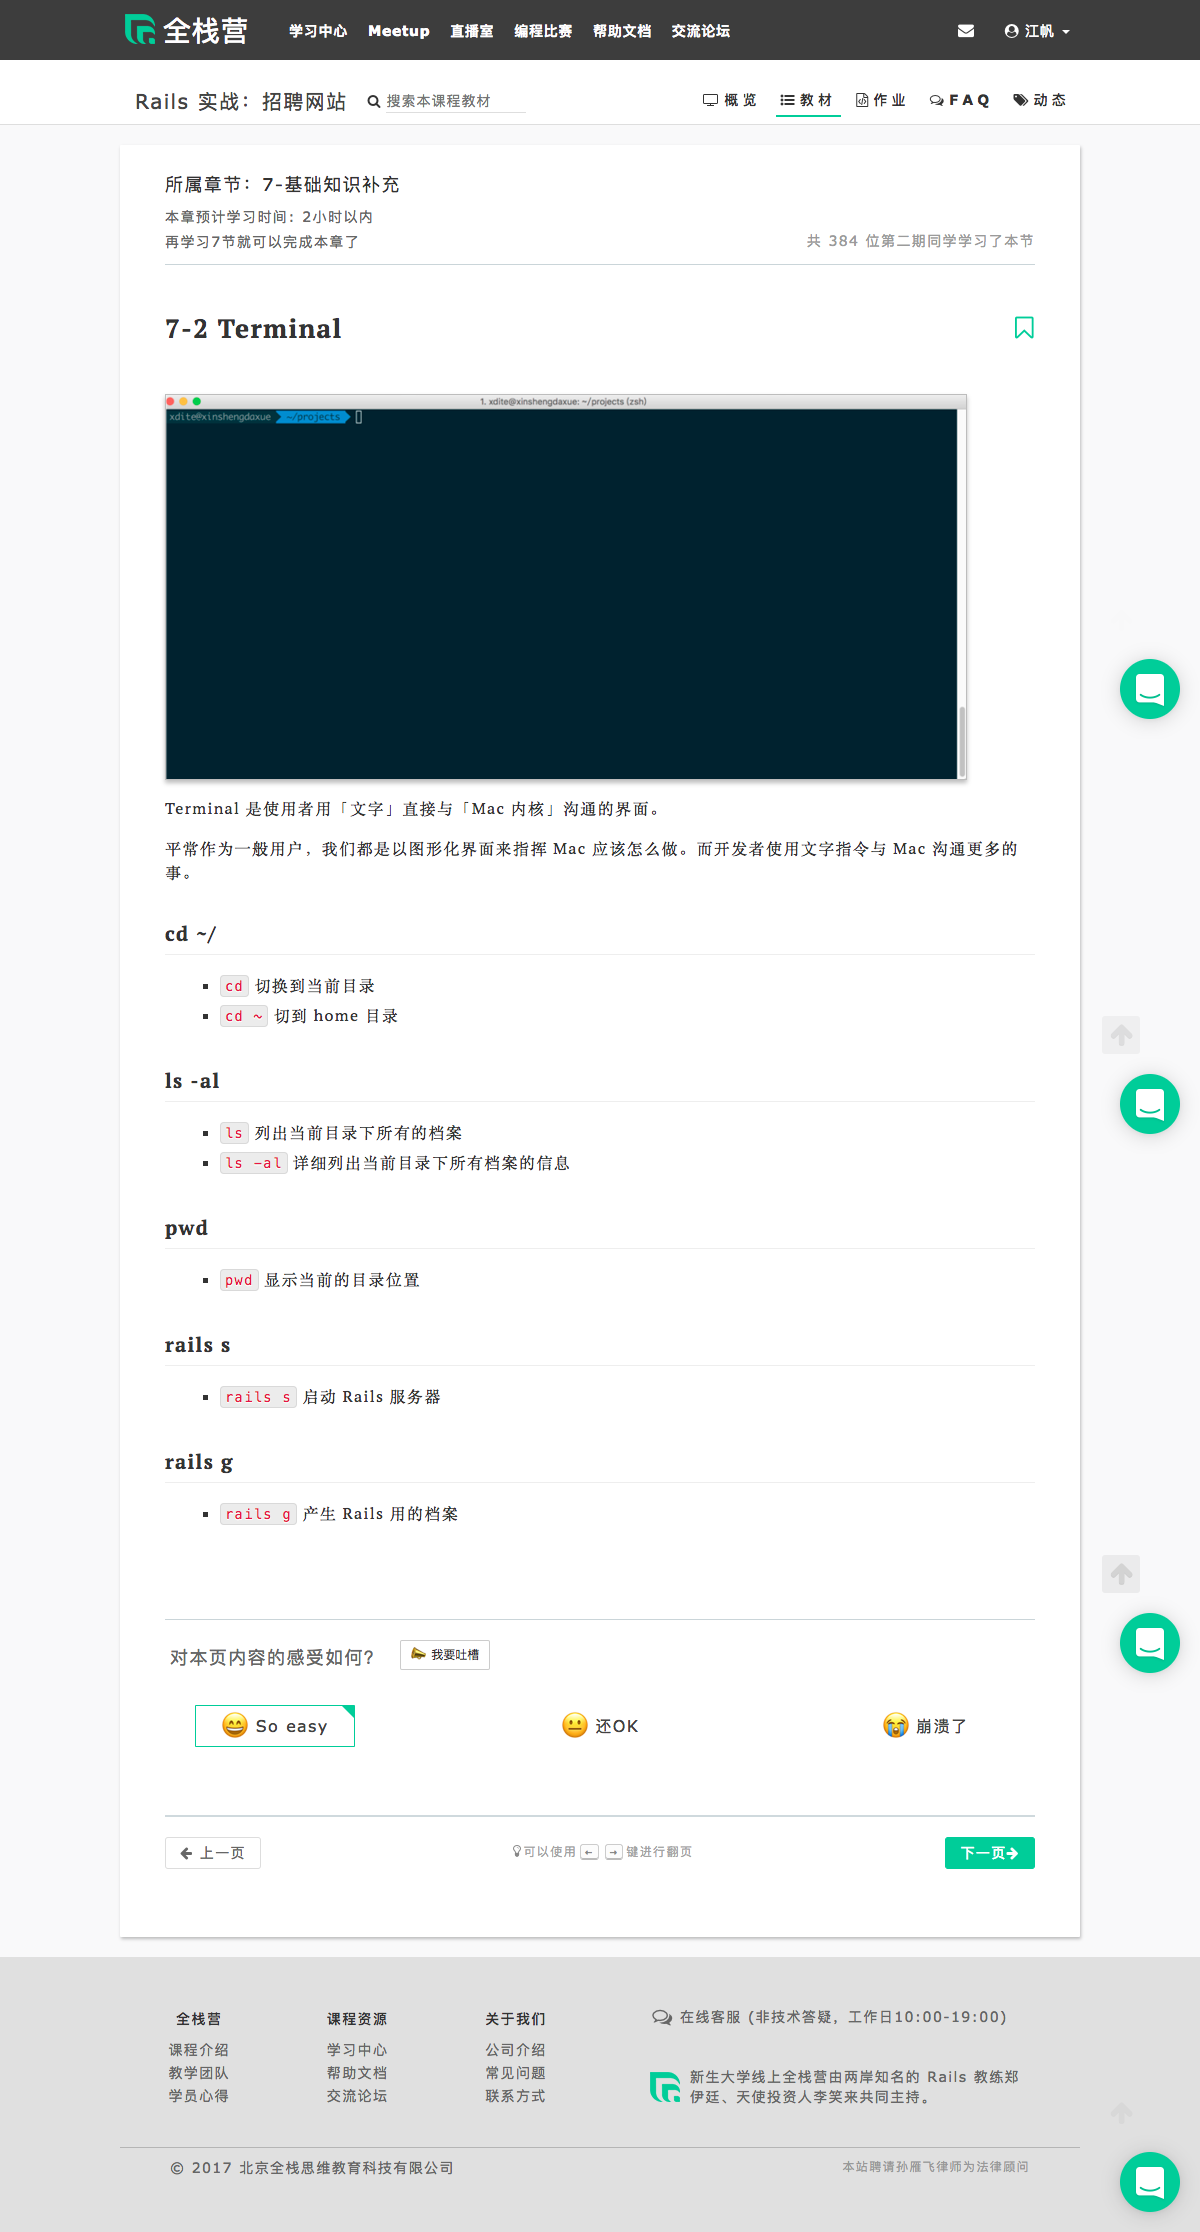 全栈营 学习中心 Meetup 直播室 编程比赛 帮助文档 交流论坛 江帆
Rails 实战：招聘网站 搜索本课程教材 概览 教材 作业 FAQ 动态
所属章节：7-基础知识补充
本章预计学习时间：2小时以内
再学习7节就可以完成本章了
共 384 位第二期同学学习了本节
7-2 Terminal
1. xdite@xinshengdaxue: ~/projects (zsh)
xdite@xinshengdaxue ~/projects
Terminal 是使用者用「文字」直接与「Mac 内核」沟通的界面。
平常作为一般用户，我们都是以图形化界面来指挥 Mac 应该怎么做。而开发者使用文字指令与 Mac 沟通更多的
事。
cd ~/
cd 切换到当前目录
cd ~ 切到 home 目录
ls -al
ls 列出当前目录下所有的档案
ls -al 详细列出当前目录下所有档案的信息
pwd
pwd 显示当前的目录位置
rails s
rails s 启动 Rails 服务器
rails g
rails g 产生 Rails 用的档案
对本页内容的感受如何? 我要吐槽
So easy 还OK 崩溃了
← 上一页 可以使用 ← → 键进行翻页 下一页→
全栈营 课程资源 关于我们
课程介绍 学习中心 公司介绍
教学团队 帮助文档 常见问题
学员心得 交流论坛 联系方式
在线客服 (非技术答疑，工作日10:00-19:00)
新生大学线上全栈营由两岸知名的 Rails 教练郑
伊廷、天使投资人李笑来共同主持。
© 2017 北京全栈思维教育科技有限公司
本站聘请孙雁飞律师为法律顾问